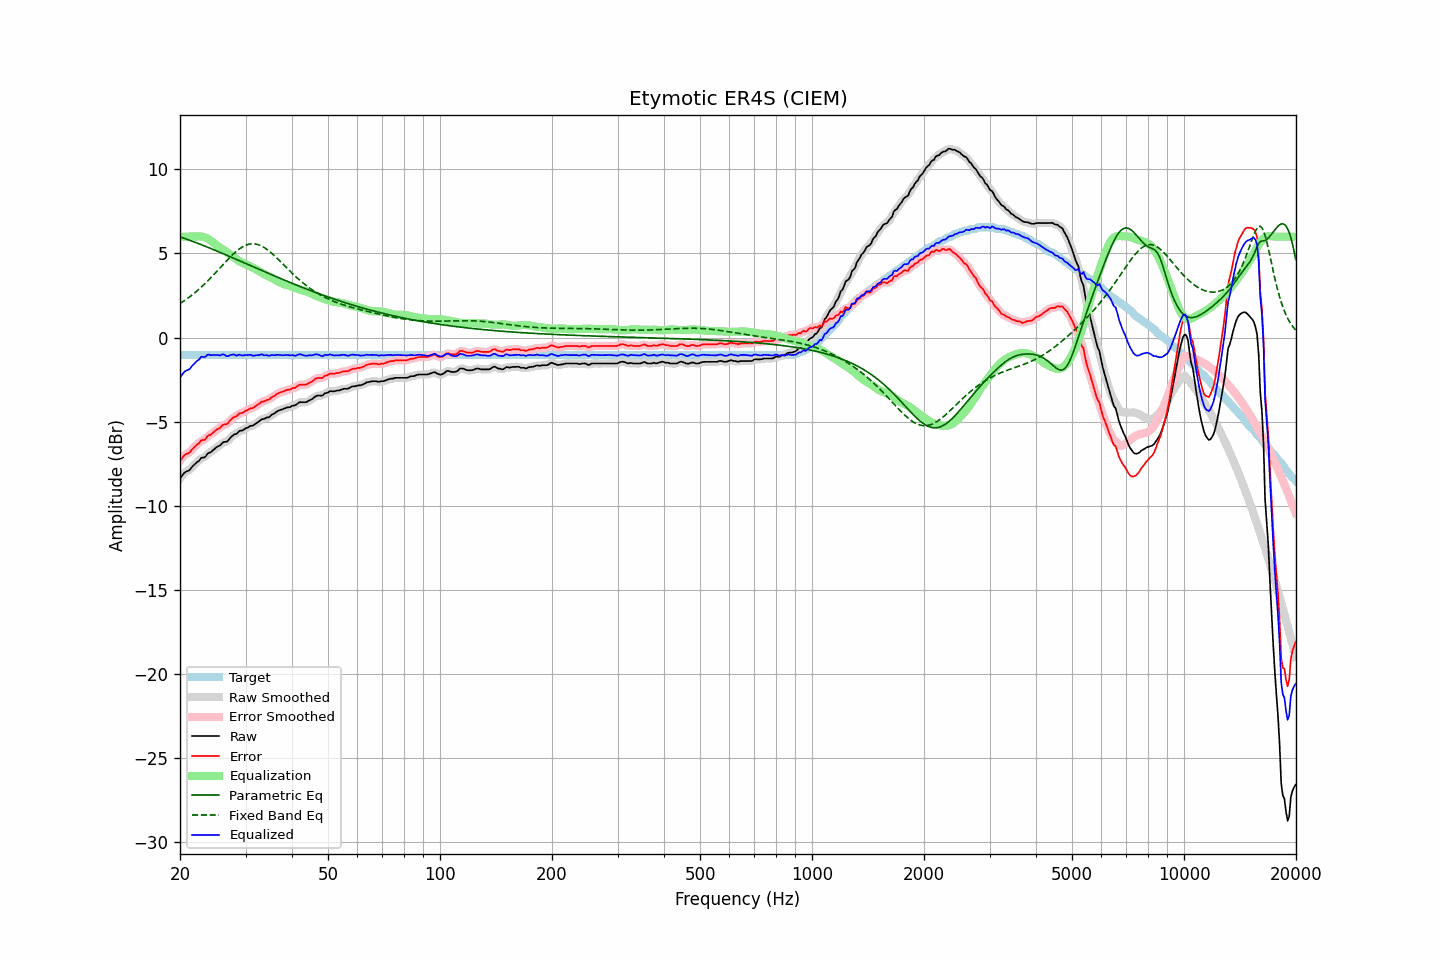 Etymotic ER4S (CIEM)
Amplitude (dBr)
10
5
0
−5
−10
−15
−20
−25
−30
Target
Raw Smoothed
Error Smoothed
Raw
Error
Equalization
Parametric Eq
Fixed Band Eq
Equalized
20 50 100 200 500 1000 2000 5000 10000 20000
Frequency (Hz)